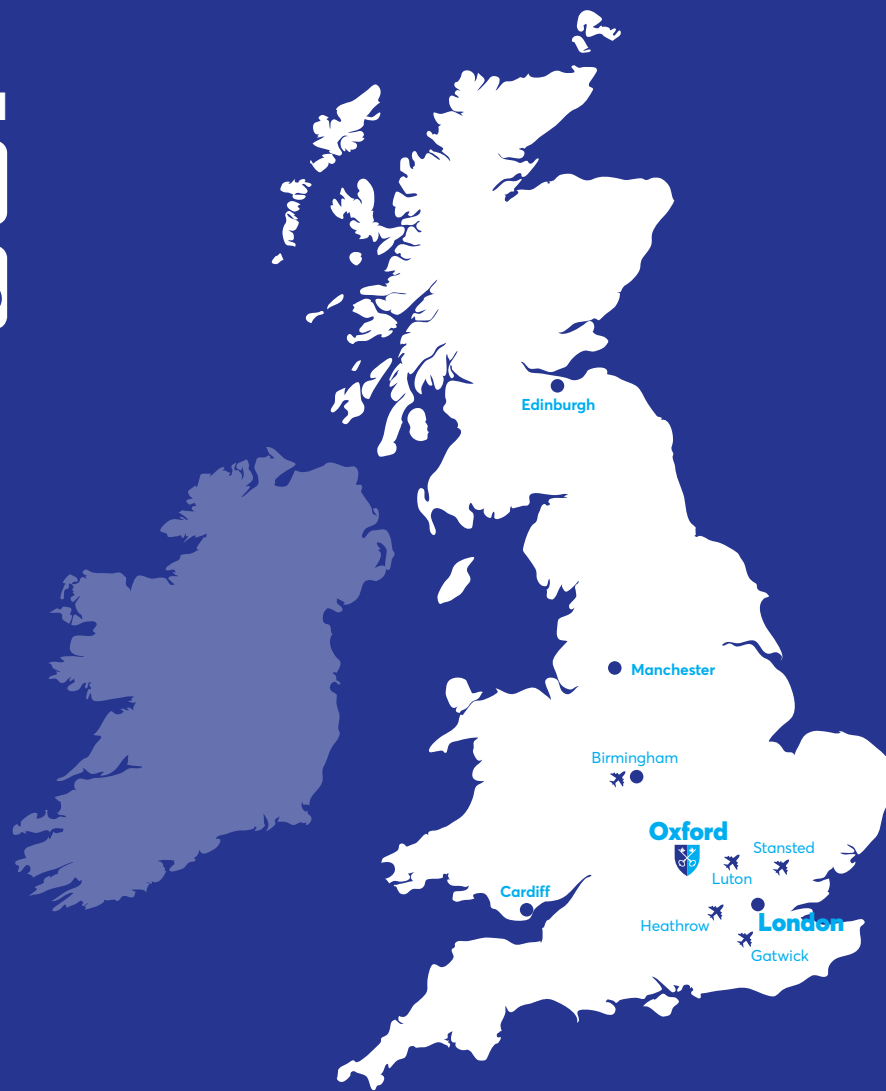 Edinburgh
Manchester
Birmingham
Oxford
Stansted
Luton
Cardiff
London
Heathrow
Gatwick